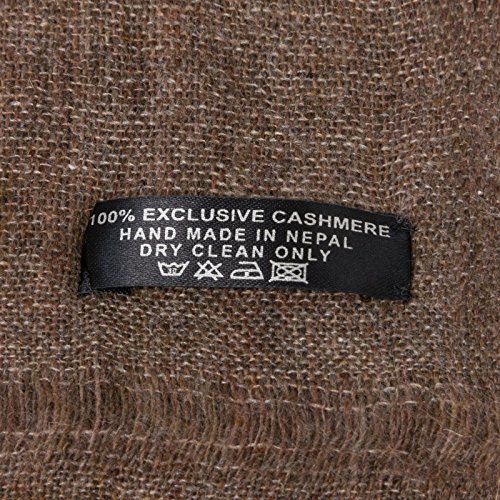 100% EXCLUSIVE CASHMERE
HAND MADE IN NEPAL
DRY CLEAN ONLY